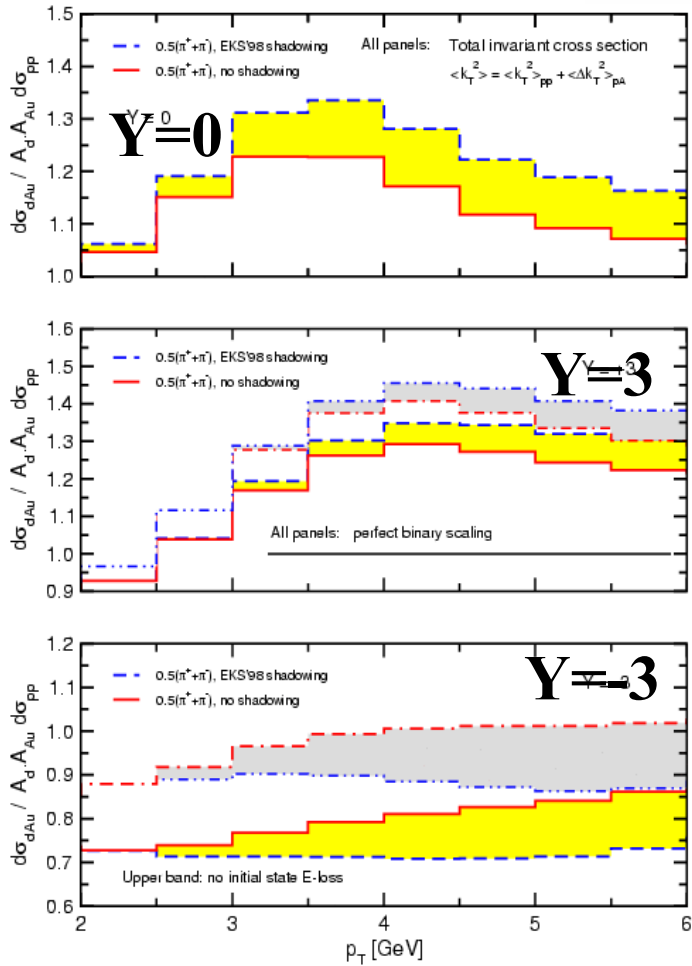 0.5(π⁺+π⁻), EKS'98 shadowing
0.5(π⁺+π⁻), no shadowing
All panels: Total invariant cross section
<k_T²> = <k_T²>_pp + <Δk_T²>_pA
Y = 0
Y=0
1.4
1.3
1.2
1.1
1.0
dσ_dAu / A_d.A_Au dσ_pp
0.5(π⁺+π⁻), EKS'98 shadowing
0.5(π⁺+π⁻), no shadowing
Y=3
1.6
1.5
1.4
1.3
1.2
1.1
1.0
0.9
dσ_dAu / A_d.A_Au dσ_pp
All panels: perfect binary scaling
0.5(π⁺+π⁻), EKS'98 shadowing
0.5(π⁺+π⁻), no shadowing
Y=-3
1.2
1.1
1.0
0.9
0.8
0.7
0.6
dσ_dAu / A_d.A_Au dσ_pp
Upper band: no initial state E-loss
2 3 4 5 6
p_T [GeV]